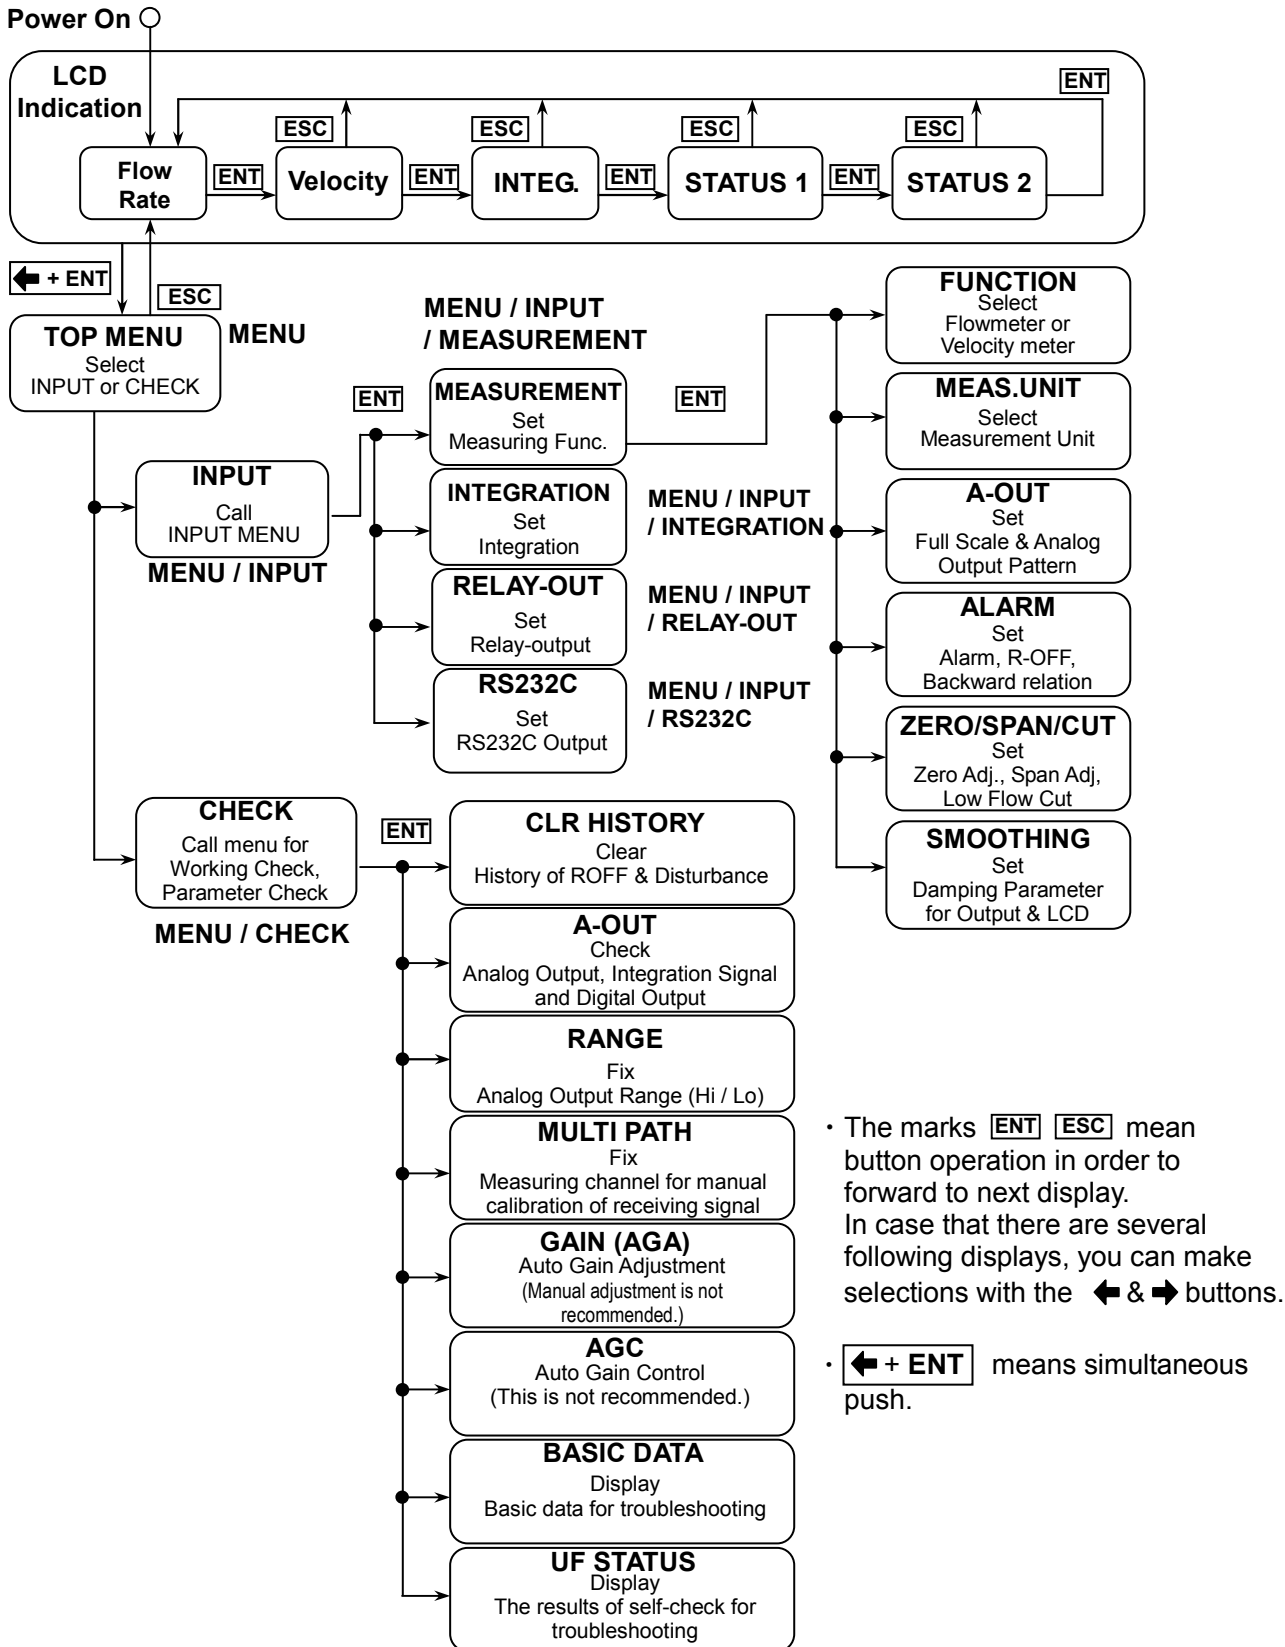 Power On
LCD
Indication
ENT
ESC
ESC
ESC
ESC
Flow
Rate
ENT
Velocity
ENT
INTEG.
ENT
STATUS 1
ENT
STATUS 2
+ ENT
ESC
TOP MENU
Select
INPUT or CHECK
MENU
MENU / INPUT
/ MEASUREMENT
INPUT
Call
INPUT MENU
MENU / INPUT
ENT
MEASUREMENT
Set
Measuring Func.
ENT
INTEGRATION
Set
Integration
MENU / INPUT
/ INTEGRATION
RELAY-OUT
Set
Relay-output
MENU / INPUT
/ RELAY-OUT
RS232C
Set
RS232C Output
MENU / INPUT
/ RS232C
FUNCTION
Select
Flowmeter or
Velocity meter
MEAS.UNIT
Select
Measurement Unit
A-OUT
Set
Full Scale & Analog
Output Pattern
ALARM
Set
Alarm, R-OFF,
Backward relation
ZERO/SPAN/CUT
Set
Zero Adj., Span Adj,
Low Flow Cut
SMOOTHING
Set
Damping Parameter
for Output & LCD
CHECK
Call menu for
Working Check,
Parameter Check
MENU / CHECK
ENT
CLR HISTORY
Clear
History of ROFF & Disturbance
A-OUT
Check
Analog Output, Integration Signal
and Digital Output
RANGE
Fix
Analog Output Range (Hi / Lo)
MULTI PATH
Fix
Measuring channel for manual
calibration of receiving signal
GAIN (AGA)
Auto Gain Adjustment
(Manual adjustment is not
recommended.)
AGC
Auto Gain Control
(This is not recommended.)
BASIC DATA
Display
Basic data for troubleshooting
UF STATUS
Display
The results of self-check for
troubleshooting
・The marks ENT ESC mean
button operation in order to
forward to next display.
In case that there are several
following displays, you can make
selections with the ← & → buttons.
・← + ENT means simultaneous
push.